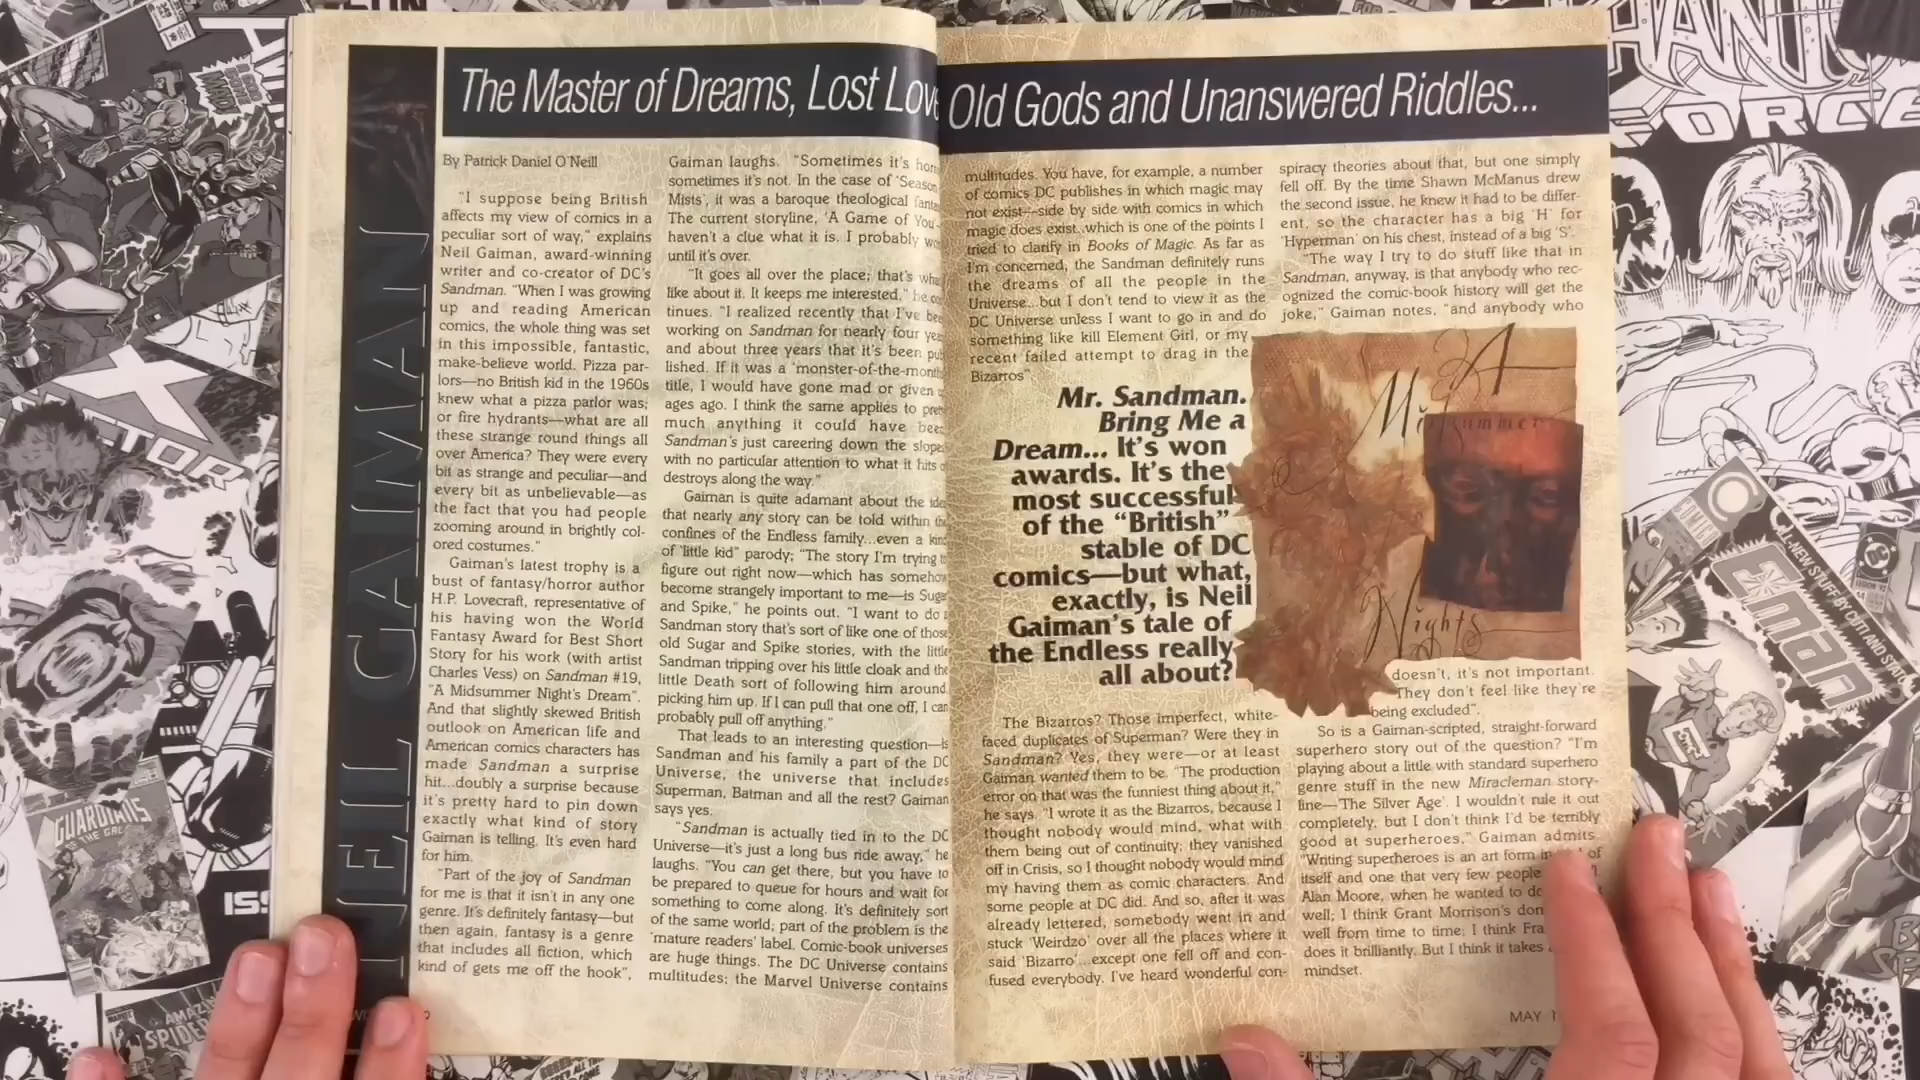 The Master of Dreams, Lost Love
Old Gods and Unanswered Riddles...
NEIL GAIMAN
By Patrick Daniel O'Neill
"I suppose being British
affects my view of comics in a
peculiar sort of way," explains
Neil Gaiman, award-winning
writer and co-creator of DC's
Sandman. "When I was growing
up and reading American
comics, the whole thing was set
in this impossible, fantastic,
make-believe world. Pizza par-
lors—no British kid in the 1960s
knew what a pizza parlor was;
or fire hydrants—what are all
these strange round things all
over America? They were every
bit as strange and peculiar—and
every bit as unbelievable—as
the fact that you had people
zooming around in brightly col-
ored costumes."
Gaiman's latest trophy is a
bust of fantasy/horror author
H.P. Lovecraft, representative of
his having won the World
Fantasy Award for Best Short
Story for his work (with artist
Charles Vess) on Sandman #19,
"A Midsummer Night's Dream".
And that slightly skewed British
outlook on American life and
American comics characters has
made Sandman a surprise
hit...doubly a surprise because
it's pretty hard to pin down
exactly what kind of story
Gaiman is telling. It's even hard
for him.
"Part of the joy of Sandman
for me is that it isn't in any one
genre. It's definitely fantasy—but
then again, fantasy is a genre
that includes all fiction, which
kind of gets me off the hook",
Gaiman laughs. "Sometimes it's
sometimes it's not. In the case of 'Season
Mists', it was a baroque theological
The current storyline, 'A Game of You'
haven't a clue what it is. I probably
until it's over.
"It goes all over the place; that's
like about it. It keeps me interested," he
tinues. "I realized recently that I've
working on Sandman for nearly four
and about three years that it's been
lished. If it was a 'monster-of-the-month
title, I would have gone mad or given
ages ago. I think the same applies to
much anything it could have
Sandman's just careering down the slope
with no particular attention to what it hits
destroys along the way."
Gaiman is quite adamant about the
that nearly any story can be told within
confines of the Endless family...even a
of "little kid" parody; "The story I'm trying
figure out right now—which has somehow
become strangely important to me—is
and Spike," he points out. "I want to do
Sandman story that's sort of like one of those
old Sugar and Spike stories, with the little
Sandman tripping over his little cloak and the
little Death sort of following him around,
picking him up. If I can pull that one off, I can
probably pull off anything."
That leads to an interesting question—is
Sandman and his family a part of the DC
Universe, the universe that includes
Superman, Batman and all the rest? Gaiman
says yes.
"Sandman is actually tied in to the DC
Universe—it's just a long bus ride away," he
laughs. "You can get there, but you have to
be prepared to queue for hours and wait for
something to come along. It's definitely sort
of the same world; part of the problem is the
'mature readers' label. Comic-book universes
are huge things. The DC Universe contains
multitudes; the Marvel Universe contains
multitudes. You have, for example, a number
of comics DC publishes in which magic may
not exist—side by side with comics in which
magic does exist...which is one of the points I
tried to clarify in Books of Magic. As far as
I'm concerned, the Sandman definitely runs
the dreams of all the people in the
Universe...but I don't tend to view it as the
DC Universe unless I want to go in and do
something like kill Element Girl, or my
recent failed attempt to drag in the
Bizarros".
Mr. Sandman.
Bring Me a
Dream... It's won
awards. It's the
most successful
of the "British"
stable of DC
comics—but what,
exactly, is Neil
Gaiman's tale of
the Endless really
all about?
The Bizarros? Those imperfect, white-
faced duplicates of Superman? Were they in
Sandman? Yes, they were—or at least
Gaiman wanted them to be. "The production
error on that was the funniest thing about it,"
he says. "I wrote it as the Bizarros, because I
thought nobody would mind, what with
them being out of continuity; they vanished
off in Crisis, so I thought nobody would mind
my having them as comic characters. And
some people at DC did. And so, after it was
already lettered, somebody went in and
stuck 'Weirdzo' over all the places where it
said 'Bizarro'...except one fell off and con-
fused everybody. I've heard wonderful con-
spiracy theories about that, but one simply
fell off. By the time Shawn McManus drew
the second issue, he knew it had to be differ-
ent, so the character has a big 'H' for
'Hyperman' on his chest, instead of a big 'S'.
"The way I try to do stuff like that in
Sandman, anyway, is that anybody who rec-
ognized the comic-book history will get the
joke," Gaiman notes, "and anybody who
A
Midsummer
Nights
doesn't, it's not important.
They don't feel like they're
being excluded".
So is a Gaiman-scripted, straight-forward
superhero story out of the question? "I'm
playing about a little with standard superhero
genre stuff in the new Miracleman story-
line—'The Silver Age'. I wouldn't rule it out
completely, but I don't think I'd be terribly
good at superheroes," Gaiman admits.
"Writing superheroes is an art form in of
itself and one that very few people
Alan Moore, when he wanted to do
well; I think Grant Morrison's don
well from time to time; I think Fra
does it brilliantly. But I think it takes
mindset.
MAY
FORCE
X
FACTOR
GUARDIANS
OF THE GAL
ISS
AMAZING
SPIDER
ALL-NEW STUFF BY CUTI AND STATON
E-MAN
DC